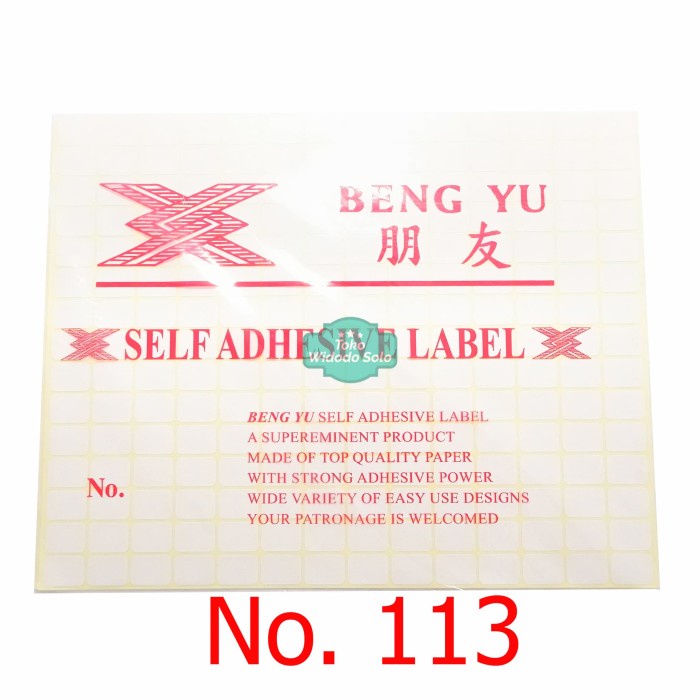 BENG YU
朋友
SELF ADHESIVE LABEL
Toko
Widodo Solo
BENG YU SELF ADHESIVE LABEL
A SUPEREMINENT PRODUCT
MADE OF TOP QUALITY PAPER
WITH STRONG ADHESIVE POWER
No.
WIDE VARIETY OF EASY USE DESIGNS
YOUR PATRONAGE IS WELCOMED
No. 113